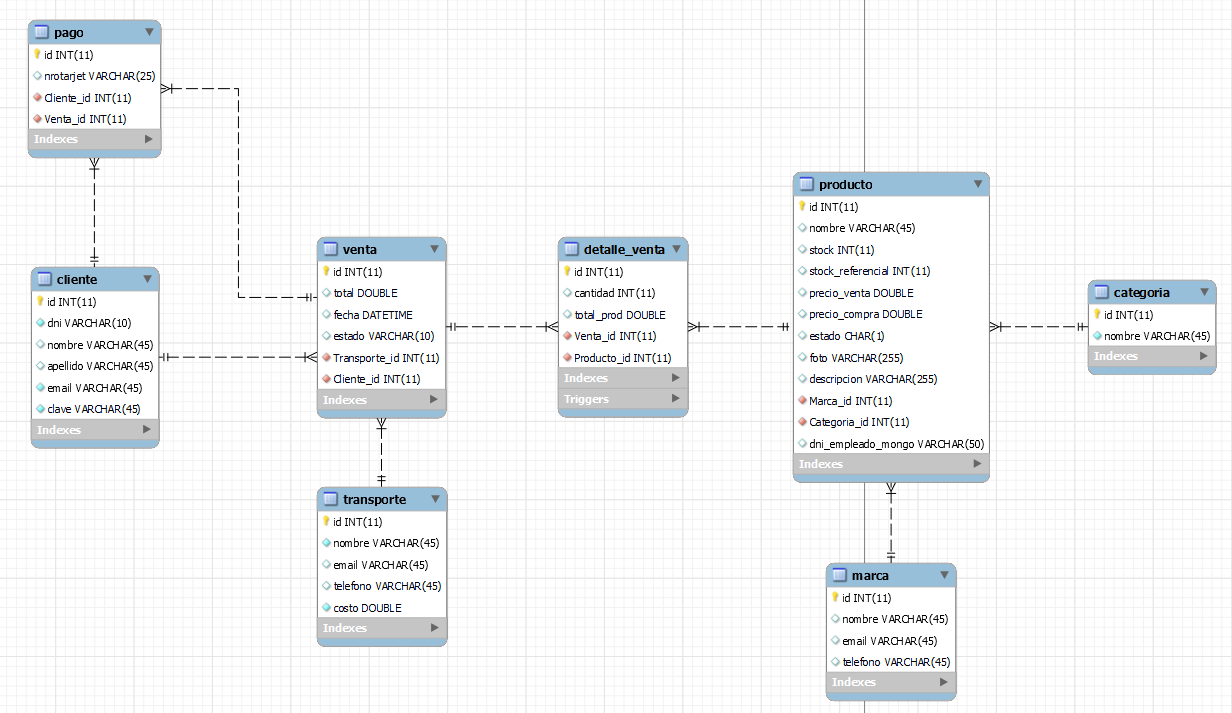 pago
id INT(11)
nrotarjet VARCHAR(25)
Cliente_id INT(11)
Venta_id INT(11)
Indexes
cliente
id INT(11)
dni VARCHAR(10)
nombre VARCHAR(45)
apellido VARCHAR(45)
email VARCHAR(45)
clave VARCHAR(45)
Indexes
venta
id INT(11)
total DOUBLE
fecha DATETIME
estado VARCHAR(10)
Transporte_id INT(11)
Cliente_id INT(11)
Indexes
transporte
id INT(11)
nombre VARCHAR(45)
email VARCHAR(45)
telefono VARCHAR(45)
costo DOUBLE
Indexes
detalle_venta
id INT(11)
cantidad INT(11)
total_prod DOUBLE
Venta_id INT(11)
Producto_id INT(11)
Indexes
Triggers
producto
id INT(11)
nombre VARCHAR(45)
stock INT(11)
stock_referencial INT(11)
precio_venta DOUBLE
precio_compra DOUBLE
estado CHAR(1)
foto VARCHAR(255)
descripcion VARCHAR(255)
Marca_id INT(11)
Categoria_id INT(11)
dni_empleado_mongo VARCHAR(50)
Indexes
marca
id INT(11)
nombre VARCHAR(45)
email VARCHAR(45)
telefono VARCHAR(45)
Indexes
categoria
id INT(11)
nombre VARCHAR(45)
Indexes